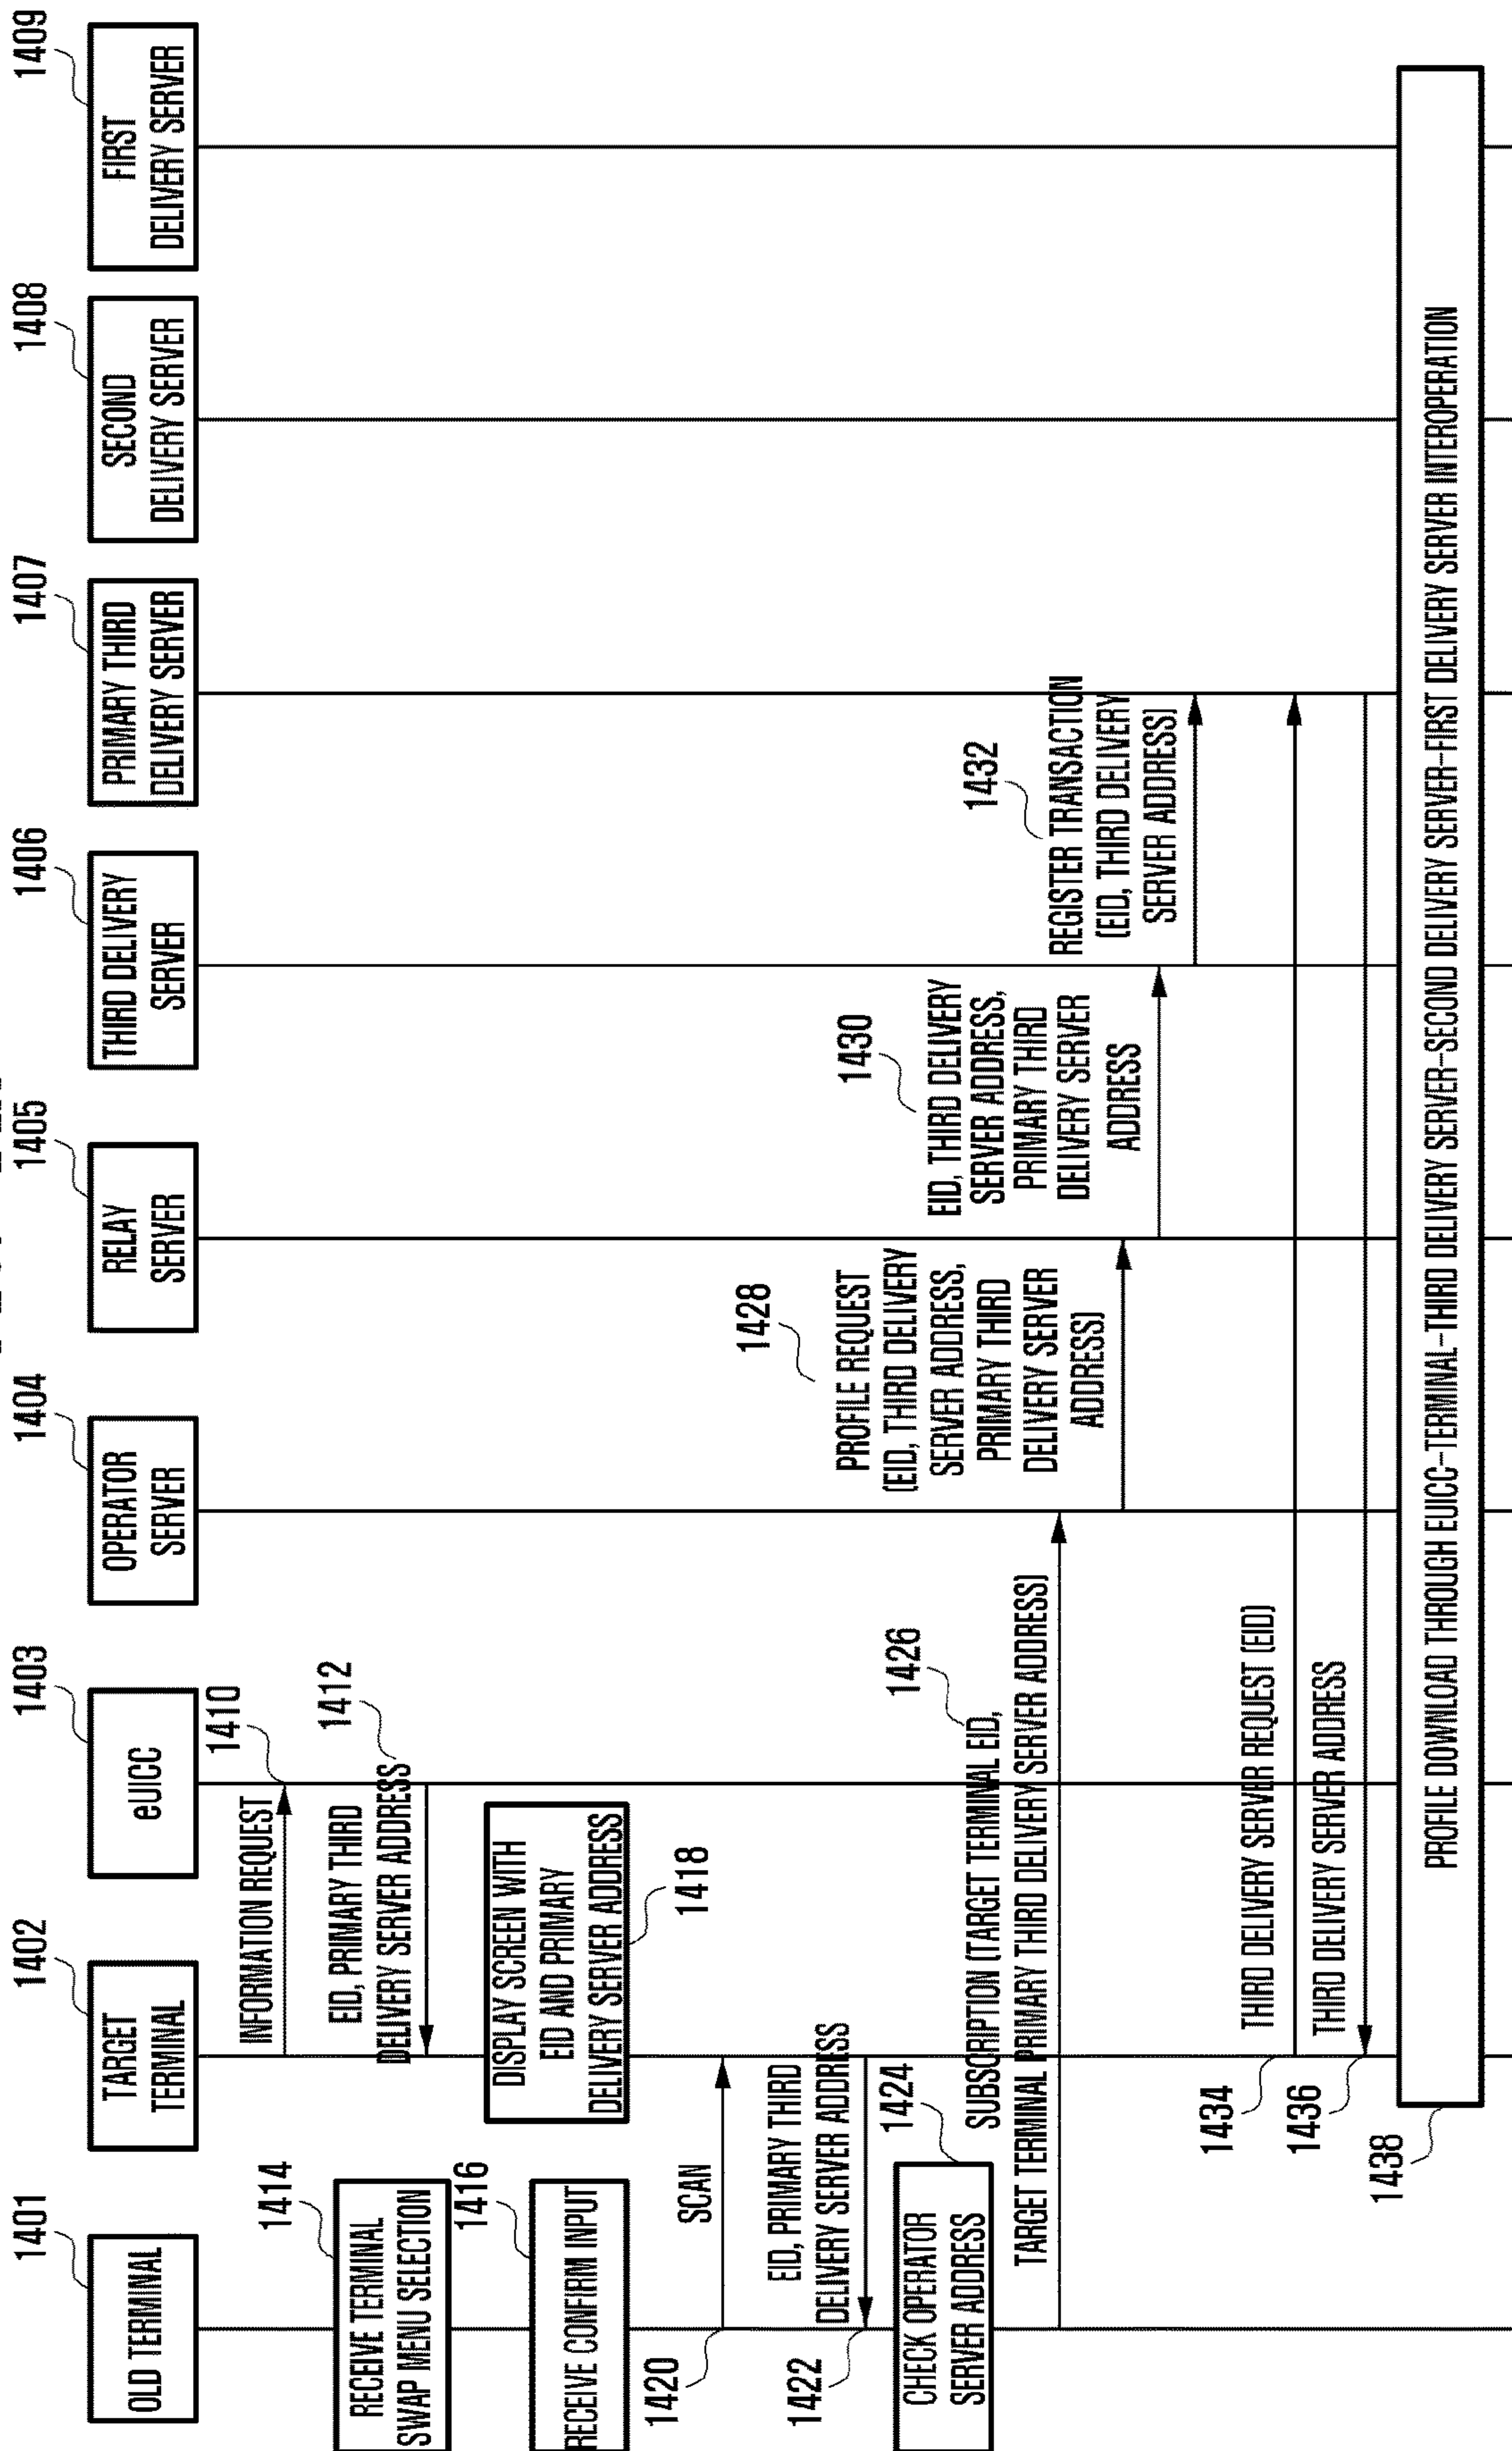 1401
OLD TERMINAL
1402
TARGET
TERMINAL
1403
eUICC
1404
OPERATOR
SERVER
1405
RELAY
SERVER
1406
THIRD DELIVERY
SERVER
1407
PRIMARY THIRD
DELIVERY SERVER
1408
SECOND
DELIVERY SERVER
1409
FIRST
DELIVERY SERVER
INFORMATION REQUEST
1410
EID, PRIMARY THIRD
DELIVERY SERVER ADDRESS
1412
1414
RECEIVE TERMINAL
SWAP MENU SELECTION
1416
RECEIVE CONFIRM INPUT
DISPLAY SCREEN WITH
EID AND PRIMARY
DELIVERY SERVER ADDRESS
1418
SCAN
1420
EID, PRIMARY THIRD
DELIVERY SERVER ADDRESS
1422
1424
CHECK OPERATOR
SERVER ADDRESS
1426
SUBSCRIPTION (TARGET TERMINAL EID,
TARGET TERMINAL PRIMARY THIRD DELIVERY SERVER ADDRESS)
1428
PROFILE REQUEST
(EID, THIRD DELIVERY
SERVER ADDRESS,
PRIMARY THIRD
DELIVERY SERVER
ADDRESS)
1430
EID, THIRD DELIVERY
SERVER ADDRESS,
PRIMARY THIRD
DELIVERY SERVER
ADDRESS
1432
REGISTER TRANSACTION
(EID, THIRD DELIVERY
SERVER ADDRESS)
1434
THIRD DELIVERY SERVER REQUEST (EID)
1436
THIRD DELIVERY SERVER ADDRESS
1438
PROFILE DOWNLOAD THROUGH EUICC-TERMINAL-THIRD DELIVERY SERVER-SECOND DELIVERY SERVER-FIRST DELIVERY SERVER INTEROPERATION